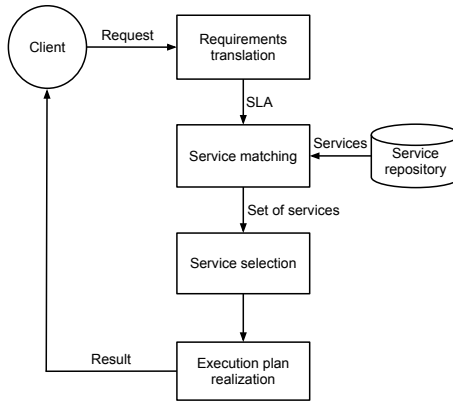 Client
Request
Requirements
translation
SLA
Service matching
Services
Service
repository
Set of services
Service selection
Result
Execution plan
realization